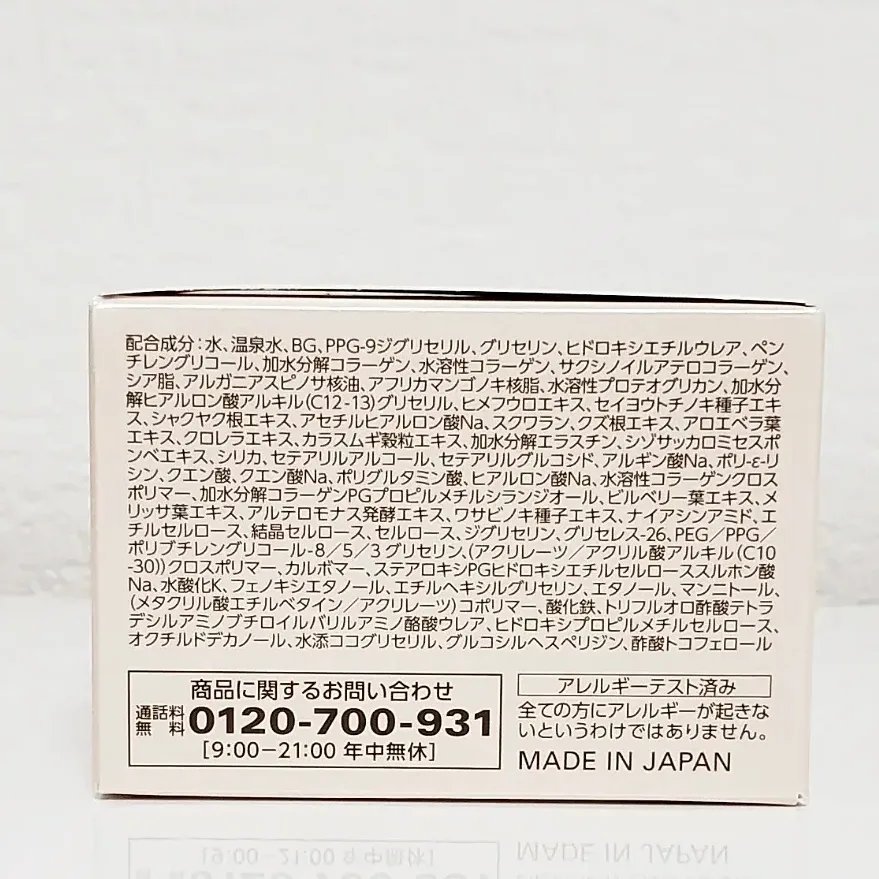 配合成分：水、温泉水、BG、PPG-9ジグリセリル、グリセリン、ヒドロキシエチルウレア、ペン
チレングリコール、加水分解コラーゲン、水溶性コラーゲン、サクシノイルアテロコラーゲン、
シア脂、アルガニアスピノサ核油、アフリカマンゴノキ核脂、水溶性プロテオグリカン、加水分
解ヒアルロン酸アルキル(C12-13)グリセリル、ヒメフウロエキス、セイヨウトチノキ種子エキ
ス、シャクヤク根エキス、アセチルヒアルロン酸Na、スクワラン、クズ根エキス、アロエベラ葉
エキス、クロレラエキス、カラスムギ穀粒エキス、加水分解エラスチン、シゾサッカロミセスポ
ンベエキス、シリカ、セテアリルアルコール、セテアリルグルコシド、アルギン酸Na、ポリ-ε-リ
シン、クエン酸、クエン酸Na、ポリグルタミン酸、ヒアルロン酸Na、水溶性コラーゲンクロス
ポリマー、加水分解コラーゲンPGプロピルメチルシランジオール、ビルベリー葉エキス、メ
リッサ葉エキス、アルテロモナス発酵エキス、ワサビノキ種子エキス、ナイアシンアミド、エ
チルセルロース、結晶セルロース、セルロース、ジグリセリン、グリセレス-26、PEG／PPG／
ポリブチレングリコール-8／5／3グリセリン、(アクリレーツ／アクリル酸アルキル(C10
-30))クロスポリマー、カルボマー、ステアロキシPGヒドロキシエチルセルローススルホン酸
Na、水酸化K、フェノキシエタノール、エチルヘキシルグリセリン、エタノール、マンニトール、
(メタクリル酸エチルベタイン／アクリレーツ)コポリマー、酸化鉄、トリフルオロ酢酸テトラ
デシルアミノブチロイルバリルアミノ酪酸ウレア、ヒドロキシプロピルメチルセルロース、
オクチルドデカノール、水添ココグリセリル、グルコシルヘスペリジン、酢酸トコフェロール
商品に関するお問い合わせ
通話料無料 0120-700-931
[9:00－21:00 年中無休]
アレルギーテスト済み
全ての方にアレルギーが起きな
いというわけではありません。
MADE IN JAPAN